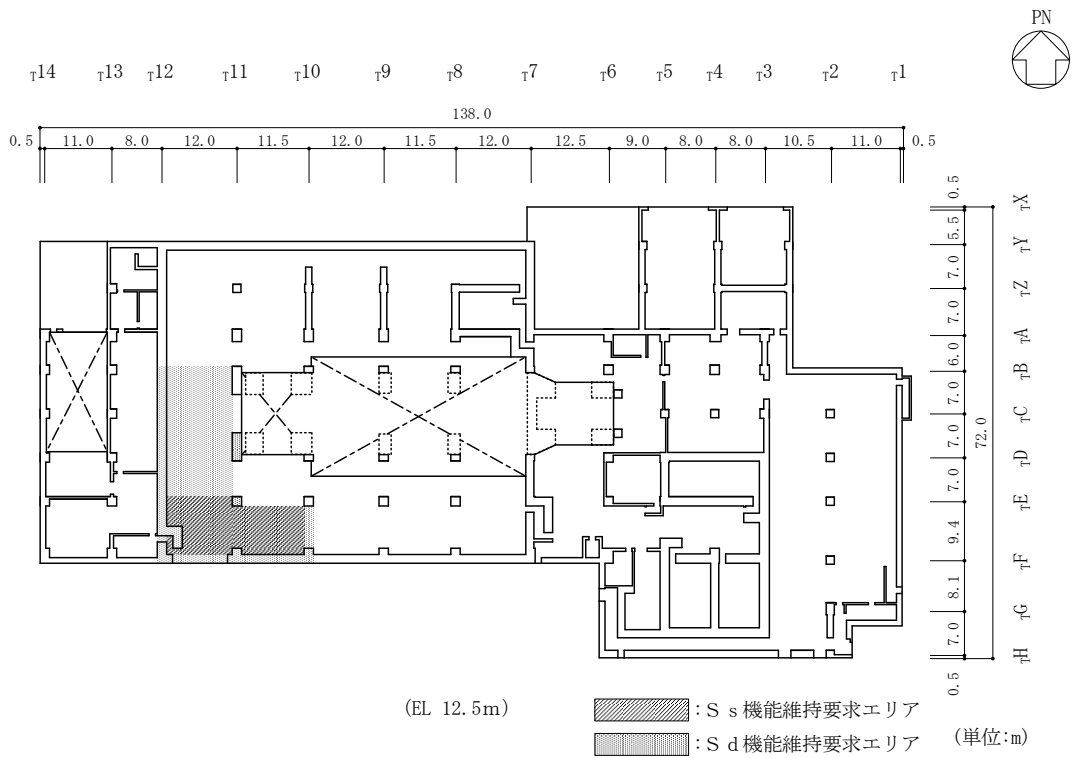 PN
T14 T13 T12 T11 T10 T9 T8 T7 T6 T5 T4 T3 T2 T1
138.0
0.5 11.0 8.0 12.0 11.5 12.0 11.5 12.0 12.5 9.0 8.0 8.0 10.5 11.0 0.5
0.5 5.5 7.0 7.0 6.0 7.0 7.0 7.0 9.4 8.1 7.0 0.5
72.0
TX TY TZ TA TB TC TD TE TF TG TH
(EL 12.5m)
:Ss機能維持要求エリア
:Sd機能維持要求エリア
(単位:m)